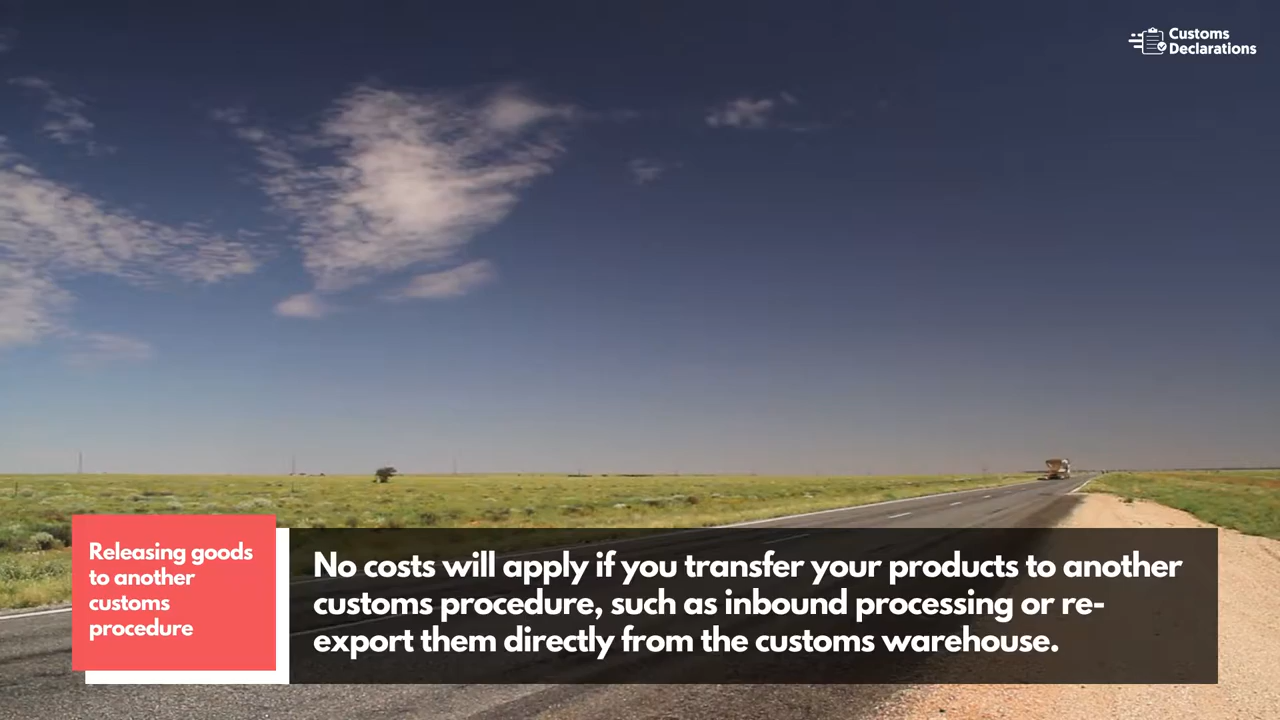 Customs
Declarations
Releasing goods
to another
customs
procedure
No costs will apply if you transfer your products to another
customs procedure, such as inbound processing or re-
export them directly from the customs warehouse.